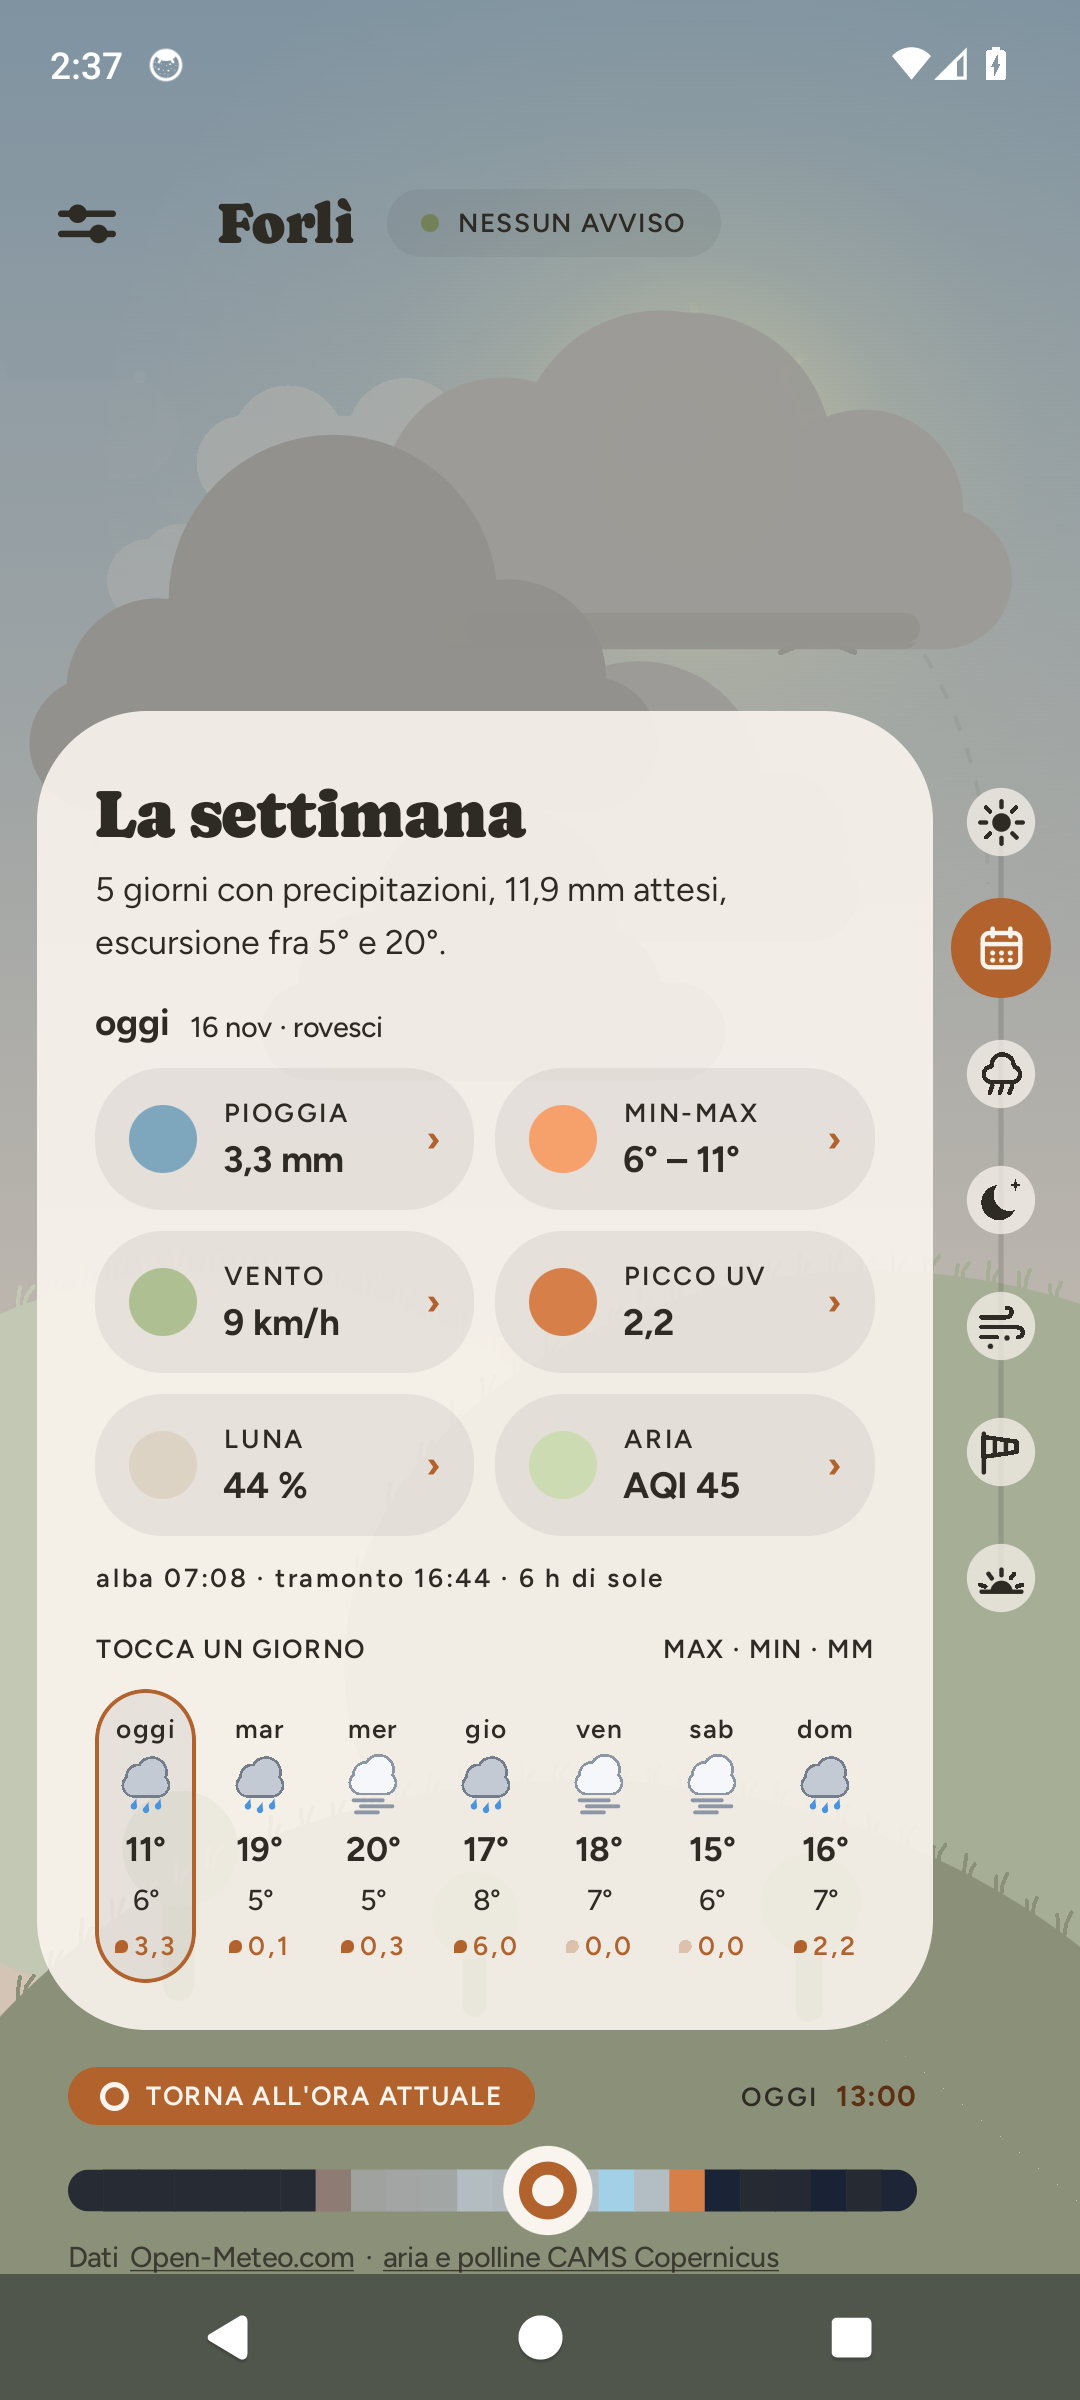 2:37
Forlì
NESSUN AVVISO
La settimana
5 giorni con precipitazioni, 11,9 mm attesi,
escursione fra 5° e 20°.
oggi 16 nov · rovesci
PIOGGIA
3,3 mm
›
MIN-MAX
6° – 11°
›
VENTO
9 km/h
›
PICCO UV
2,2
›
LUNA
44 %
›
ARIA
AQI 45
›
alba 07:08 · tramonto 16:44 · 6 h di sole
TOCCA UN GIORNO MAX · MIN · MM
oggi mar mer gio ven sab dom
11° 19° 20° 17° 18° 15° 16°
6° 5° 5° 8° 7° 6° 7°
3,3 0,1 0,3 6,0 0,0 0,0 2,2
TORNA ALL'ORA ATTUALE OGGI 13:00
Dati Open-Meteo.com · aria e polline CAMS Copernicus